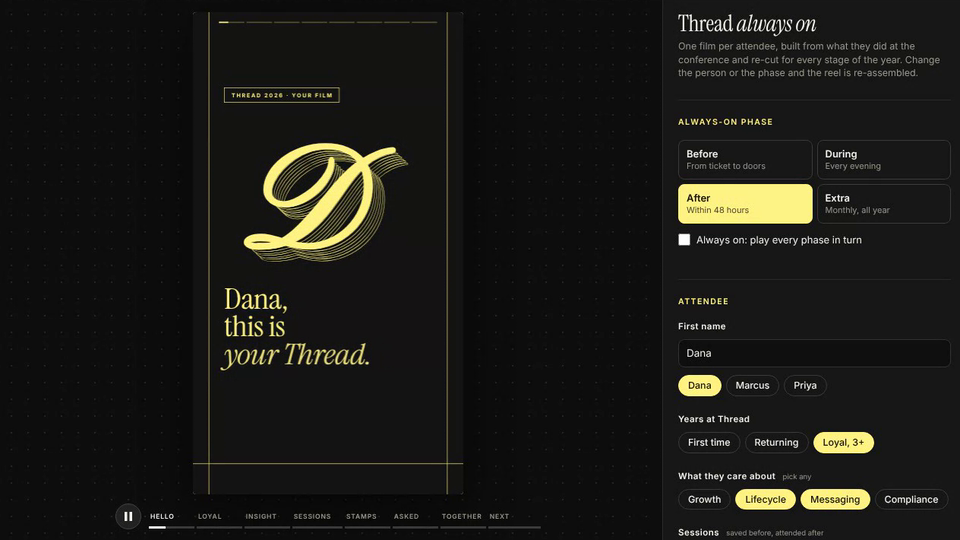 THREAD 2026 · YOUR FILM
D
Dana,
this is
your Thread.
HELLO
LOYAL
INSIGHT
SESSIONS
STAMPS
ASKED
TOGETHER
NEXT
Thread always on
One film per attendee, built from what they did at the
conference and re-cut for every stage of the year. Change
the person or the phase and the reel is re-assembled.
ALWAYS-ON PHASE
Before
From ticket to doors
During
Every evening
After
Within 48 hours
Extra
Monthly, all year
Always on: play every phase in turn
ATTENDEE
First name
Dana
Dana
Marcus
Priya
Years at Thread
First time
Returning
Loyal, 3+
What they care about pick any
Growth
Lifecycle
Messaging
Compliance
Sessions saved before, attended after